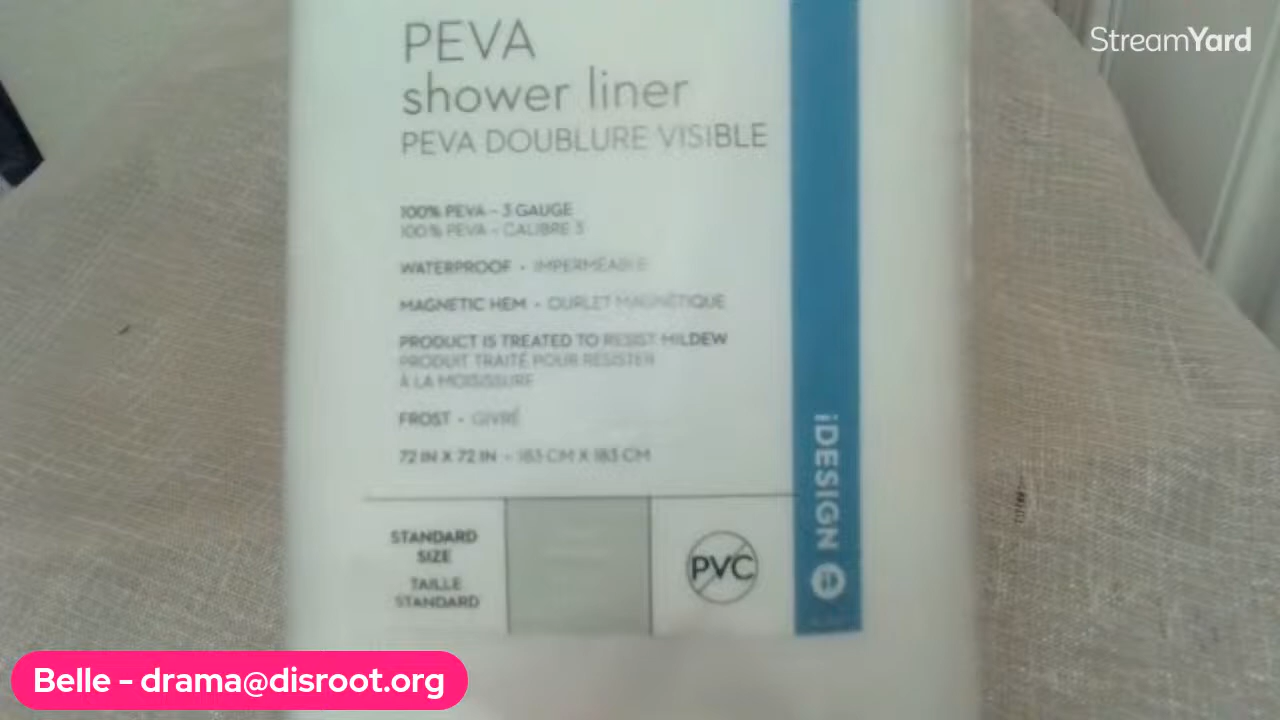 StreamYard
PEVA
shower liner
PEVA DOUBLURE VISIBLE
100% PEVA - 3 GAUGE
100% PEVA - CALIBRE 3
WATERPROOF • IMPERMÉABLE
MAGNETIC HEM • OURLET MAGNÉTIQUE
PRODUCT IS TREATED TO RESIST MILDEW
PRODUIT TRAITÉ POUR RESISTER
À LA MOISISSURE
FROST • GIVRÉ
72 IN X 72 IN - 183 CM X 183 CM
STANDARD
SIZE
TAILLE
STANDARD
PVC
iDESIGN
iD
Belle - drama@disroot.org